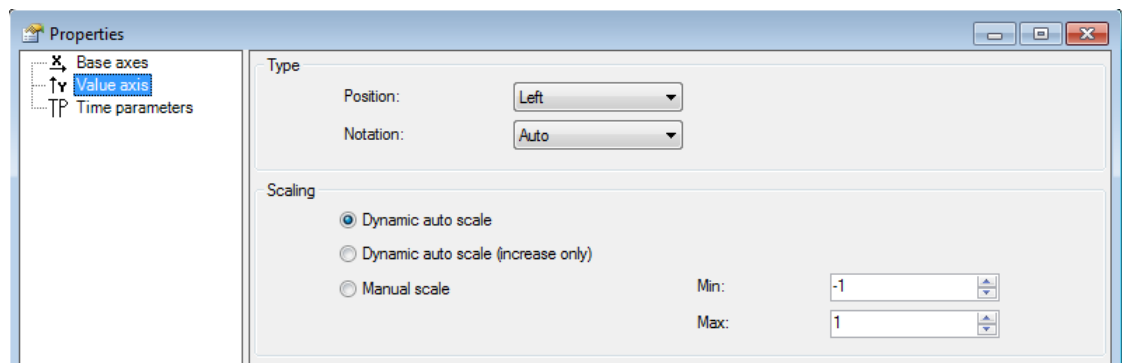 Properties
Base axes
Value axis
Time parameters
Type
Position: Left
Notation: Auto
Scaling
Dynamic auto scale
Dynamic auto scale (increase only)
Manual scale Min: -1
Max: 1